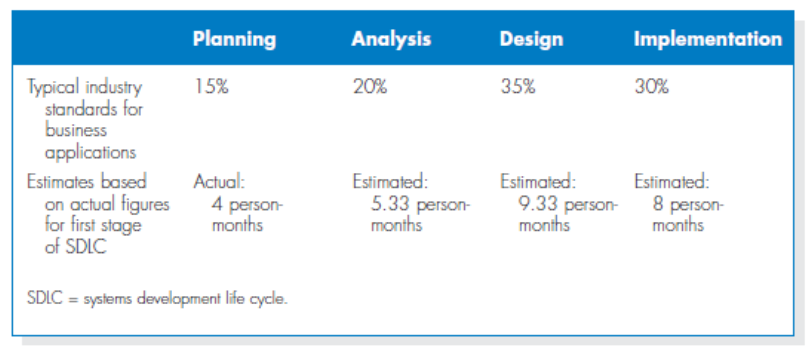 Planning Analysis Design Implementation
Typical industry 15% 20% 35% 30%
standards for
business
applications
Estimates based Actual: Estimated: Estimated: Estimated:
on actual figures 4 person- 5.33 person- 9.33 person- 8 person-
for first stage months months months months
of SDLC
SDLC = systems development life cycle.